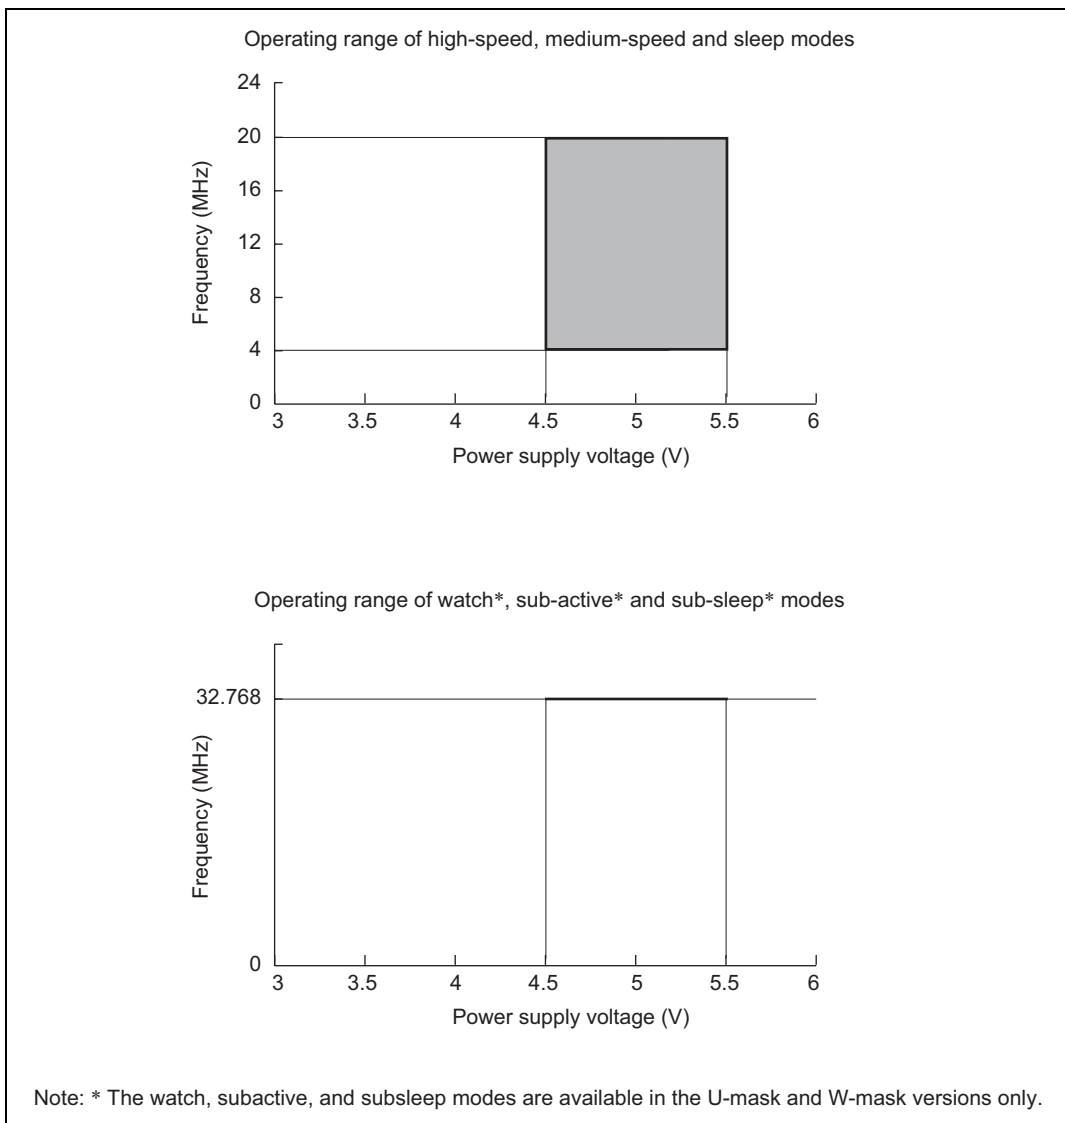 Operating range of high-speed, medium-speed and sleep modes
24
20
16
12
8
4
0
Frequency (MHz)
3 3.5 4 4.5 5 5.5 6
Power supply voltage (V)
Operating range of watch*, sub-active* and sub-sleep* modes
32.768
0
Frequency (MHz)
3 3.5 4 4.5 5 5.5 6
Power supply voltage (V)
Note: * The watch, subactive, and subsleep modes are available in the U-mask and W-mask versions only.